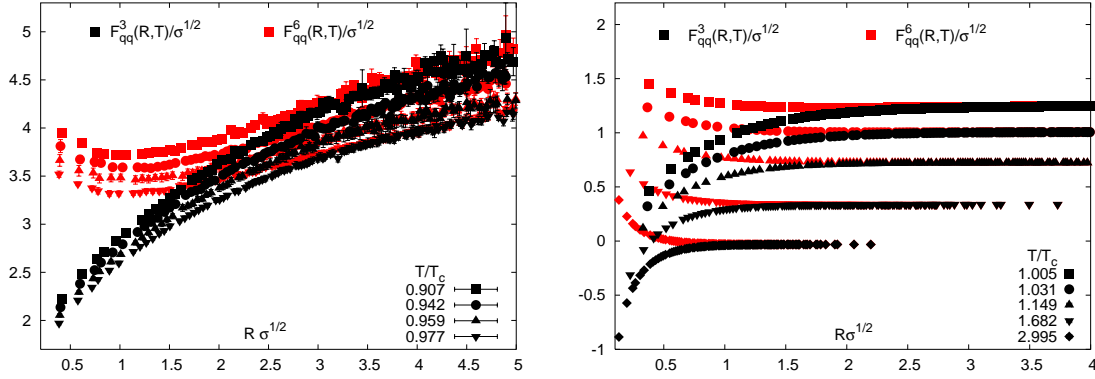 F³qq(R,T)/σ^1/2 F⁶qq(R,T)/σ^1/2
5
4.5
4
3.5
3
2.5
2
T/Tc
0.907
0.942
0.959
0.977
R σ^1/2
0.5 1 1.5 2 2.5 3 3.5 4 4.5 5
F³qq(R,T)/σ^1/2 F⁶qq(R,T)/σ^1/2
2
1.5
1
0.5
0
-0.5
-1
T/Tc
1.005
1.031
1.149
1.682
2.995
Rσ^1/2
0 0.5 1 1.5 2 2.5 3 3.5 4